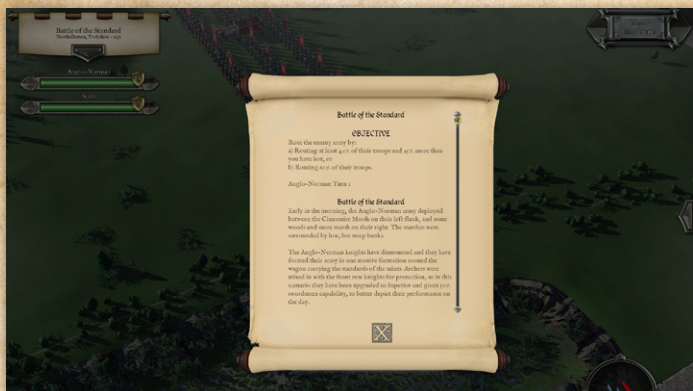 Battle of the Standard
Northallerton, Yorkshire - 1138
Anglo-Norman
Scots
Battle of the Standard
OBJECTIVE
Rout the enemy army by:
a) Routing at least 40% of their troops and 25% more than
you have lost, or
b) Routing 60% of their troops.
Anglo-Norman Turn 1
Battle of the Standard
Early in the morning, the Anglo-Norman army deployed
between the Cinnamire Marsh on their left flank, and some
woods and more marsh on their right. The marshes were
surrounded by low, but steep banks.
The Anglo-Norman knights have dismounted and they have
formed their army in one massive formation around the
wagon carrying the standards of the saints. Archers were
mixed in with the front row knights for protection, so in this
scenario they have been upgraded to Superior and given 50%
swordsmen capability, to better depict their performance on
the day.
X